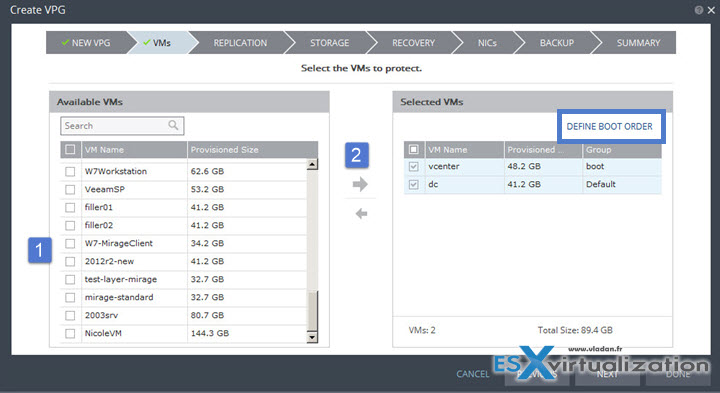 Create VPG
NEW VPG
VMs
REPLICATION
STORAGE
RECOVERY
NICs
BACKUP
SUMMARY
Select the VMs to protect.
Available VMs
Search
VM Name Provisioned Size
W7Workstation 62.6 GB
VeeamSP 53.2 GB
filler01 41.2 GB
filler02 41.2 GB
W7-MirageClient 34.2 GB
2012r2-new 41.2 GB
test-layer-mirage 32.7 GB
mirage-standard 32.7 GB
2003srv 80.7 GB
NicoleVM 144.3 GB
1
2
Selected VMs
DEFINE BOOT ORDER
VM Name Provisioned ... Group
vcenter 48.2 GB boot
dc 41.2 GB Default
VMs: 2 Total Size: 89.4 GB
www.vladan.fr
ESX virtualization
CANCEL PREVIOUS NEXT DONE